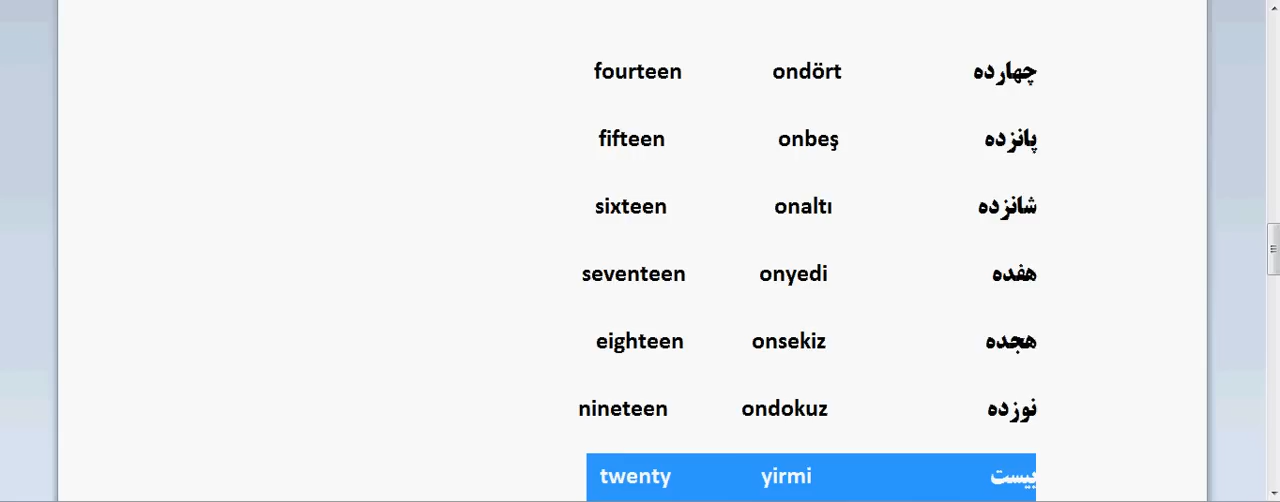 fourteen ondört چهارده
fifteen onbeş پانزده
sixteen onaltı شانزده
seventeen onyedi هفده
eighteen onsekiz هجده
nineteen ondokuz نوزده
twenty yirmi بیست